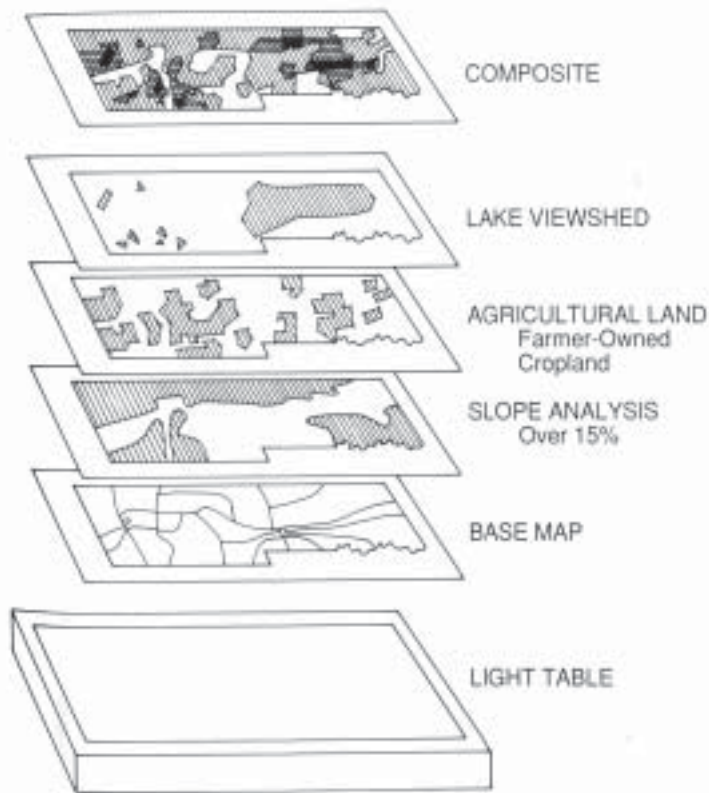 COMPOSITE
LAKE VIEWSHED
AGRICULTURAL LAND
Farmer-Owned
Cropland
SLOPE ANALYSIS
Over 15%
BASE MAP
LIGHT TABLE